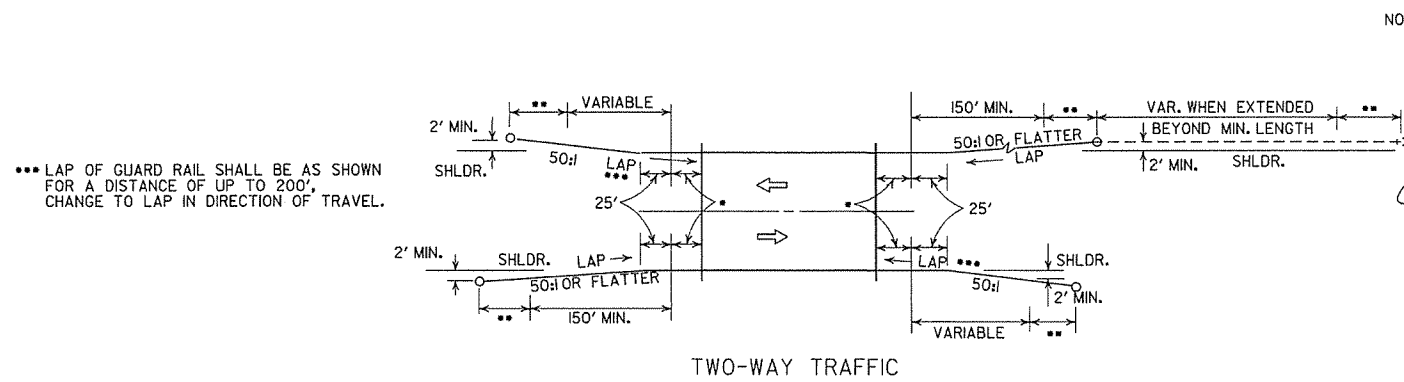 NO
** VARIABLE
150' MIN. ** VAR. WHEN EXTENDED **
2' MIN.
50:1 OR FLATTER BEYOND MIN. LENGTH
SHLDR. 50:1 LAP LAP 2' MIN. SHLDR.
*** LAP OF GUARD RAIL SHALL BE AS SHOWN
FOR A DISTANCE OF UP TO 200',
CHANGE TO LAP IN DIRECTION OF TRAVEL.
***
25' * * 25'
2' MIN. SHLDR. LAP LAP *** SHLDR.
50:1 OR FLATTER 50:1 2' MIN.
** 150' MIN. VARIABLE **
TWO-WAY TRAFFIC